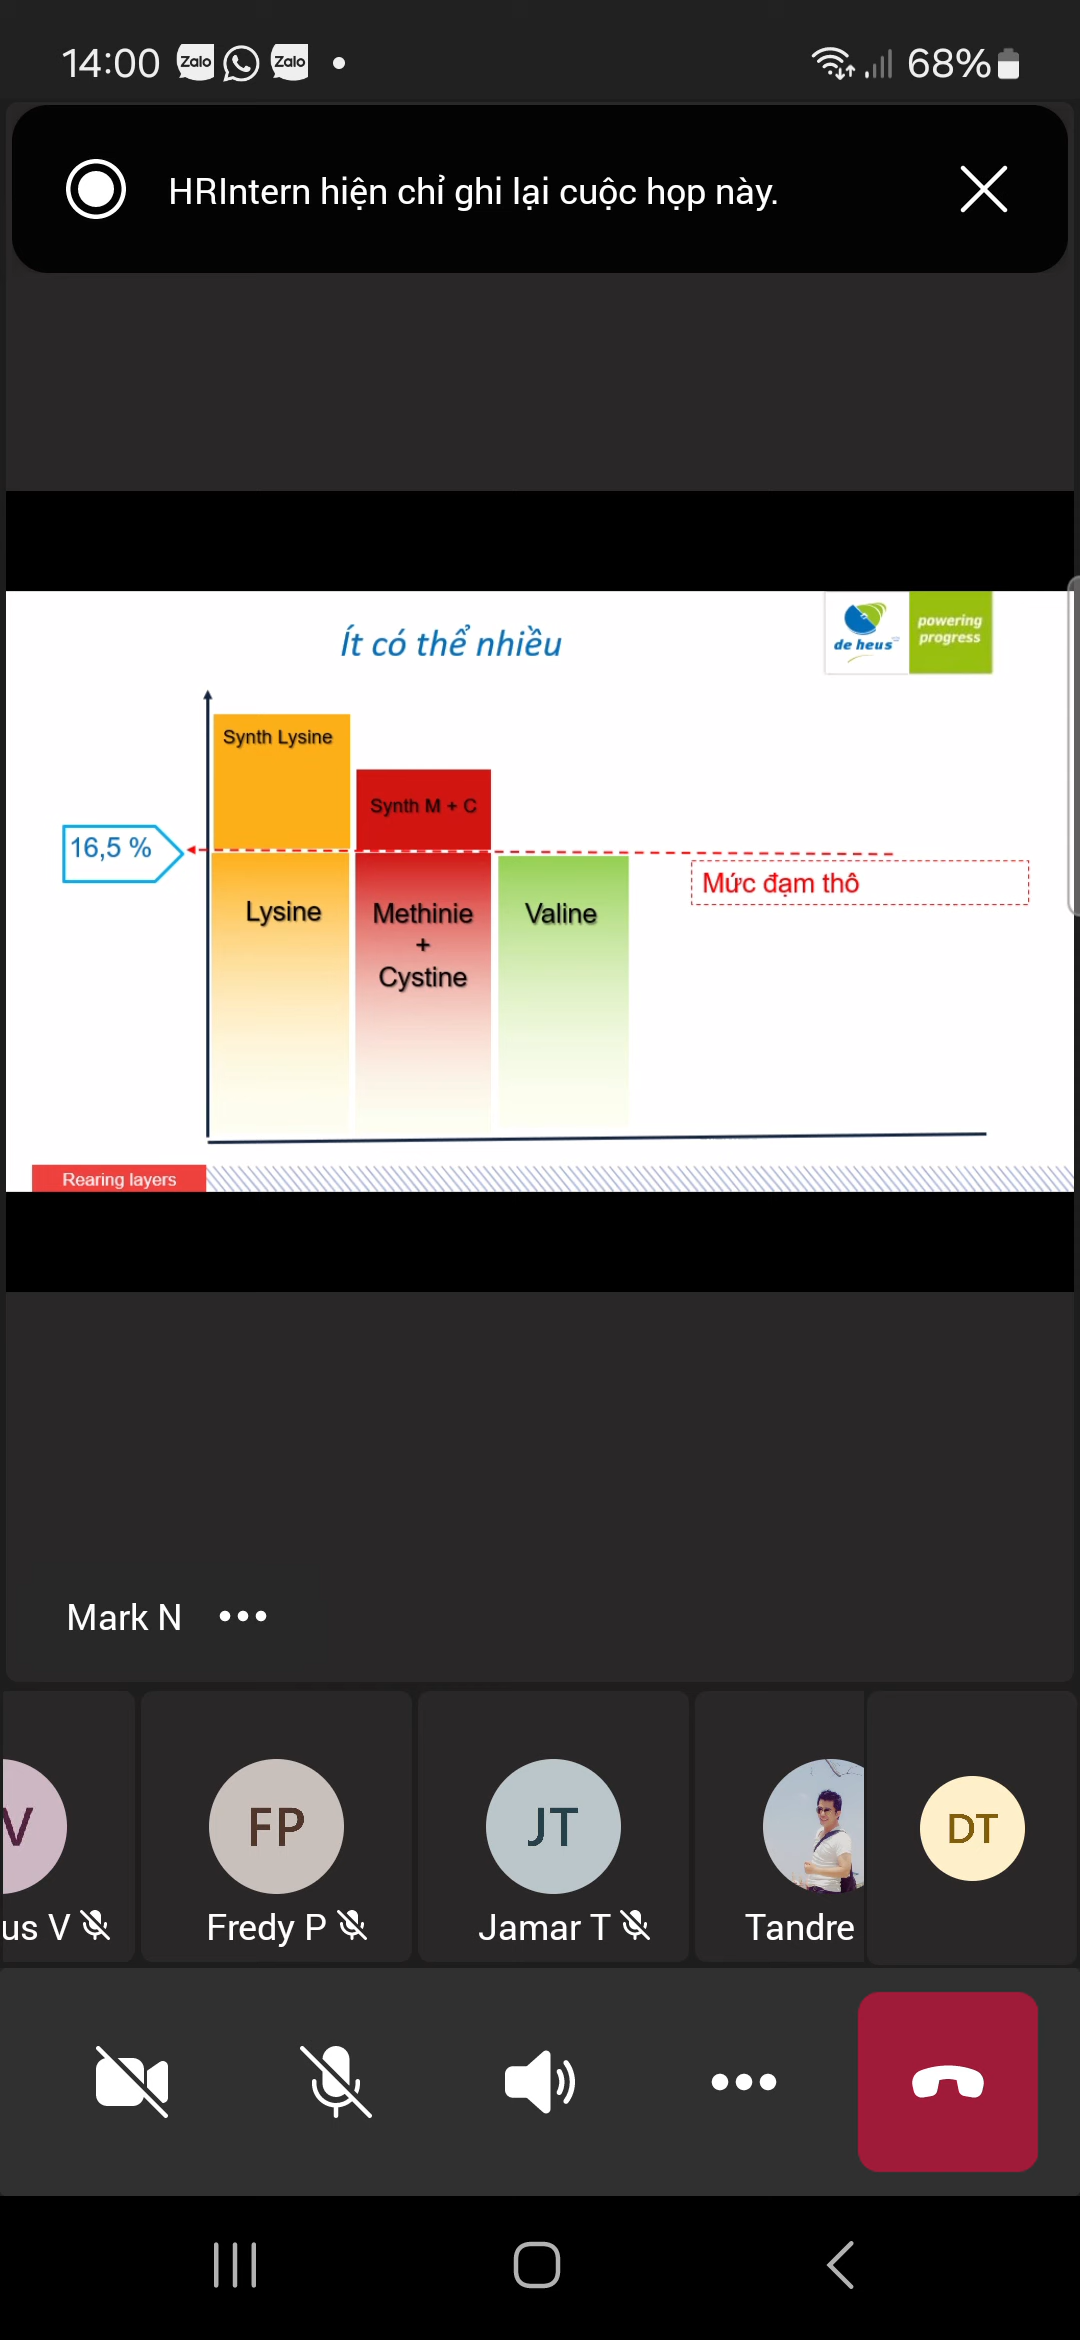 14:00 Zalo Zalo 68%
HRIntern hiện chỉ ghi lại cuộc họp này.
Ít có thể nhiều
de heus
powering
progress
Synth Lysine
Synth M + C
16,5 %
Mức đạm thô
Lysine
Methinie
+
Cystine
Valine
Rearing layers
Mark N
V
FP
JT
DT
us V
Fredy P
Jamar T
Tandre